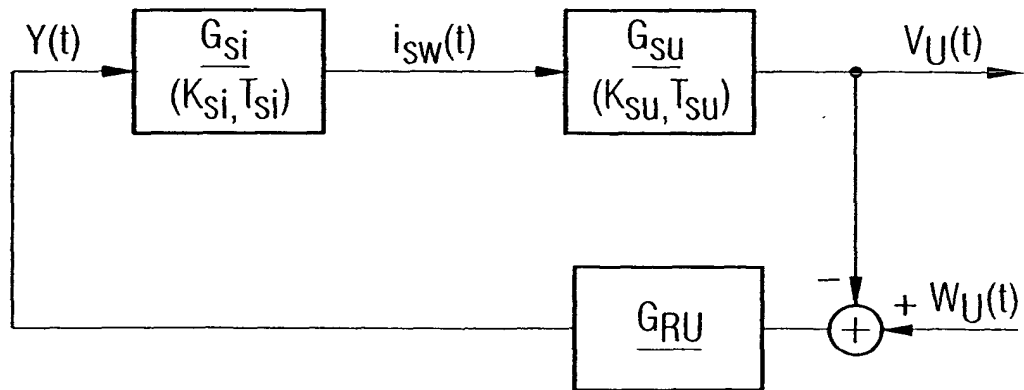 Y(t)
G_Si
(K_Si, T_Si)
i_SW(t)
G_SU
(K_SU, T_SU)
V_U(t)
−
+ W_U(t)
+
G_RU